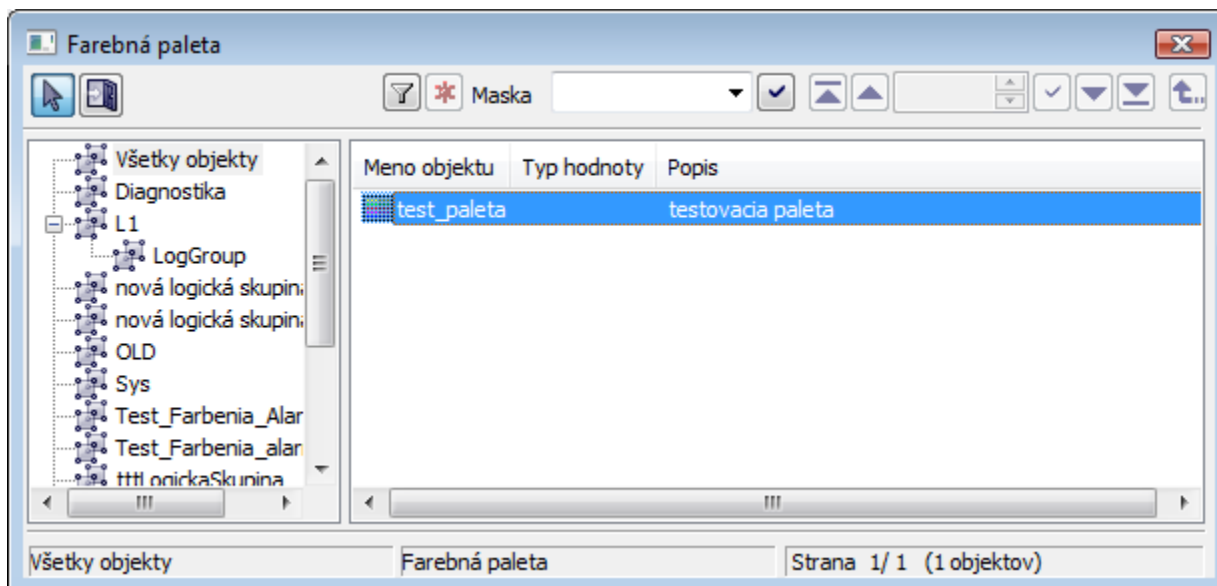 Farebná paleta
Maska
Všetky objekty
Diagnostika
L1
LogGroup
nová logická skupina
nová logická skupina
OLD
Sys
Test_Farbenia_Alar
Test_Farbenia_alar
tttLogickaSkupina
Meno objektu Typ hodnoty Popis
test_paleta testovacia paleta
Všetky objekty Farebná paleta Strana 1/ 1 (1 objektov)